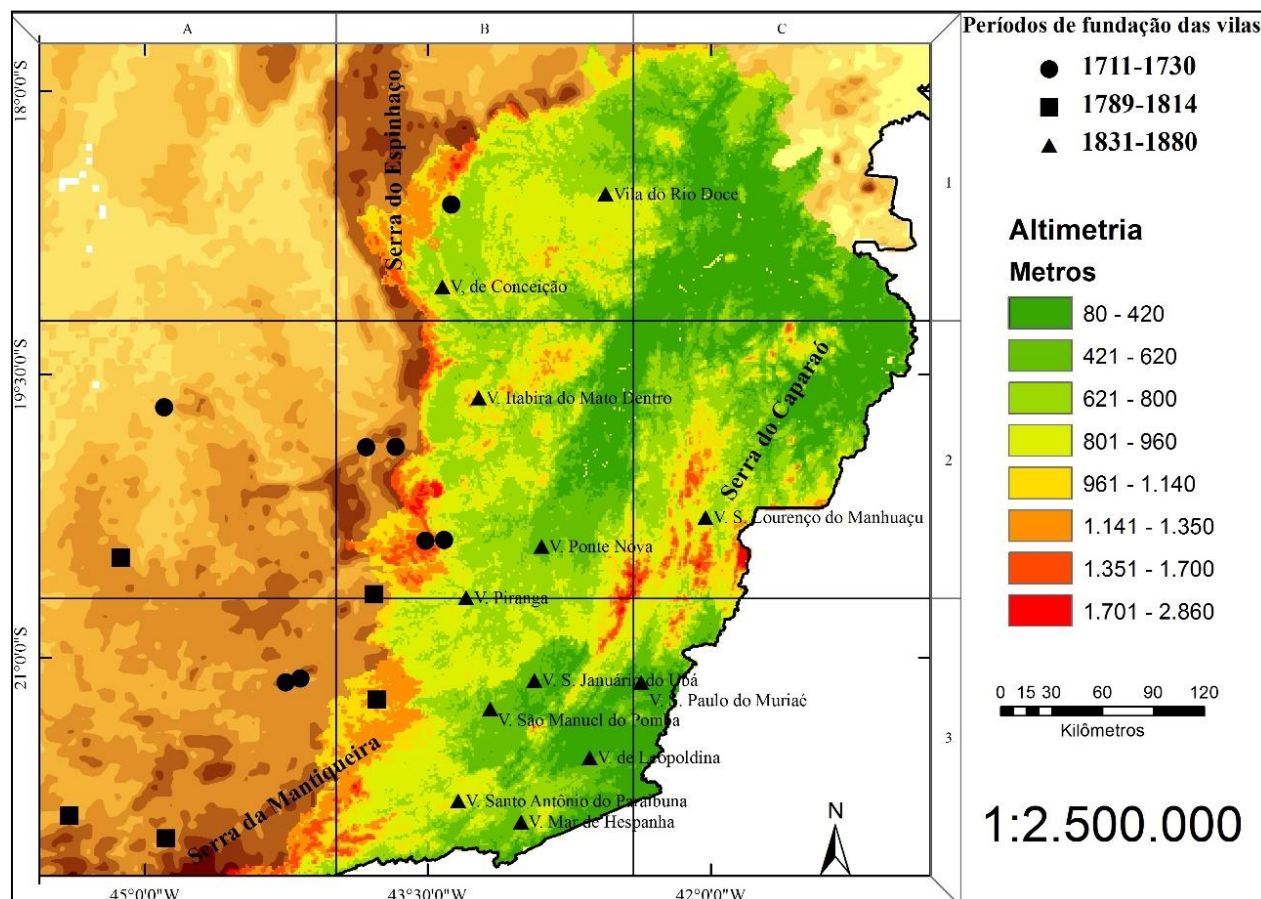 A B C
Períodos de fundação das vilas
1711-1730
1789-1814
1831-1880
18°0'0"S
19°30'0"S
21°0'0"S
Serra do Espinhaço
Vila do Rio Doce
1
V, de Conceição
V. Itabira do Mato Dentro
Serra do Caparaó
2
V. S. Lourenço do Manhuaçu
V. Ponte Nova
V. Piranga
V. S. Januário do Ubá
V. S. Paulo do Muriaé
V. São Manuel do Pomba
3
V. de Leopoldina
Serra da Mantiqueira
V. Santo Antônio do Paraibuna
V. Mar de Hespanha
N
45°0'0"W 43°30'0"W 42°0'0"W
Altimetria
Metros
80 - 420
421 - 620
621 - 800
801 - 960
961 - 1.140
1.141 - 1.350
1.351 - 1.700
1.701 - 2.860
0 15 30 60 90 120
Kilômetros
1:2.500.000